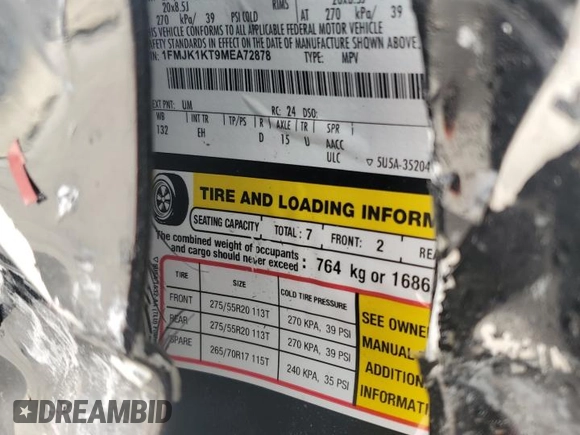 20x8.5J
270 kPa/ 39 PSI COLD
AT 270 kPa/ 39
THIS VEHICLE CONFORMS TO ALL APPLICABLE FEDERAL MOTOR VEHICLE
SAFETY STANDARDS IN EFFECT ON THE DATE OF MANUFACTURE SHOWN ABOVE.
1FMJK1KT9MEA72878 TYPE: MPV
EXT PNT: UM RC: 24 DSO:
WB INT TR TP/PS R AXLE TR SPR
132 EH D 15 U AACC
ULC ▽ 5U5A-35204
TIRE AND LOADING INFORM
SEATING CAPACITY TOTAL: 7 FRONT: 2 REA
The combined weight of occupants
and cargo should never exceed: 764 kg or 1686
TIRE SIZE COLD TIRE PRESSURE
FRONT 275/55R20 113T 270 KPA, 39 PSI
REAR 275/55R20 113T 270 KPA, 39 PSI
SPARE 265/70R17 115T 240 KPA, 35 PSI
SEE OWNE
MANUAL
ADDITION
INFORMATI
DREAMBID